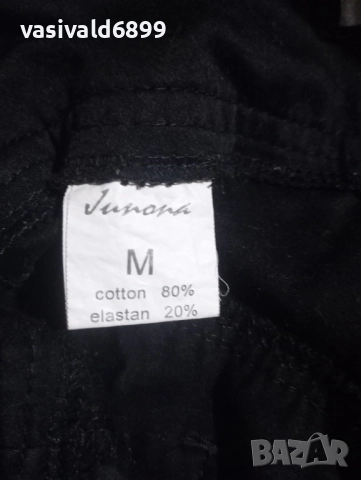 vasivald6899
Junona
M
cotton 80%
elastan 20%
BAZAR